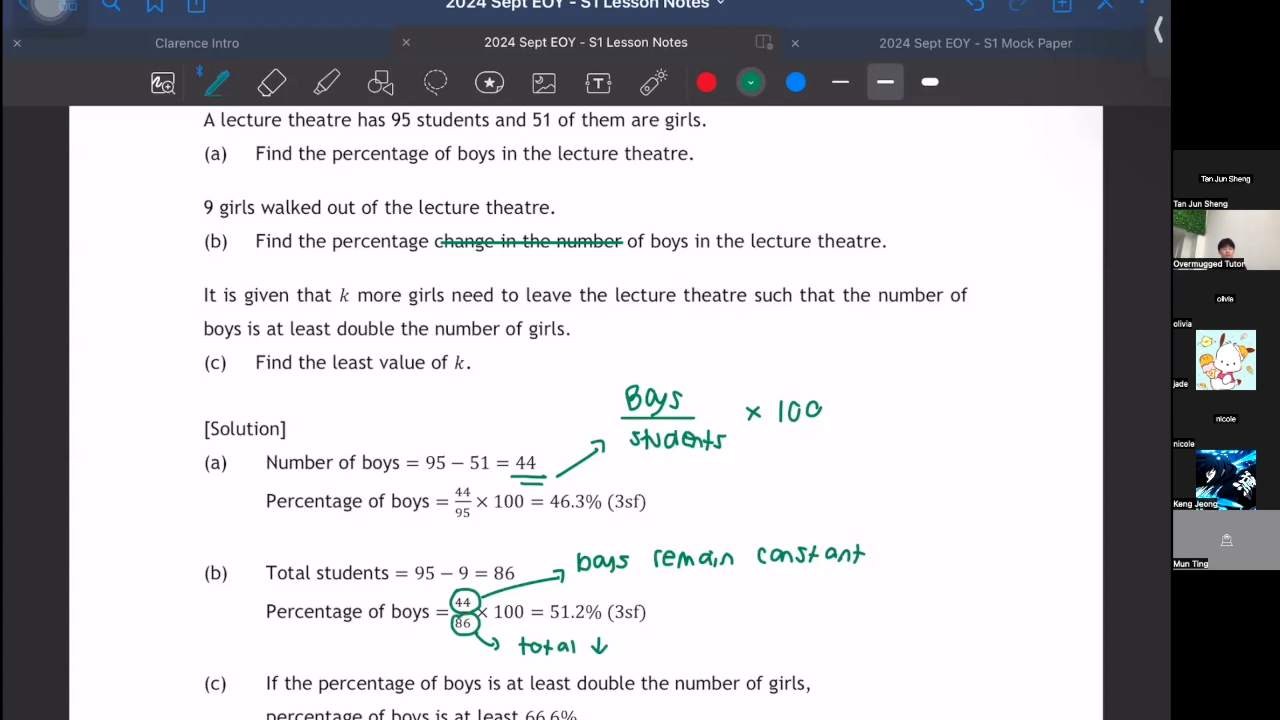 2024 Sept EOY - S1 Lesson Notes
Clarence Intro
2024 Sept EOY - S1 Lesson Notes
2024 Sept EOY - S1 Mock Paper
A lecture theatre has 95 students and 51 of them are girls.
(a) Find the percentage of boys in the lecture theatre.
9 girls walked out of the lecture theatre.
(b) Find the percentage change in the number of boys in the lecture theatre.
It is given that k more girls need to leave the lecture theatre such that the number of
boys is at least double the number of girls.
(c) Find the least value of k.
Boys
students
× 100
[Solution]
(a) Number of boys = 95 − 51 = 44
Percentage of boys = 44/95 × 100 = 46.3% (3sf)
boys remain constant
(b) Total students = 95 − 9 = 86
Percentage of boys = 44/86 × 100 = 51.2% (3sf)
total ↓
(c) If the percentage of boys is at least double the number of girls,
percentage of boys is at least 66.6%
Tan Jun Sheng
Tan Jun Sheng
Overmugged Tutor
olivia
olivia
jade
nicole
nicole
Keng Jeong
Mun Ting